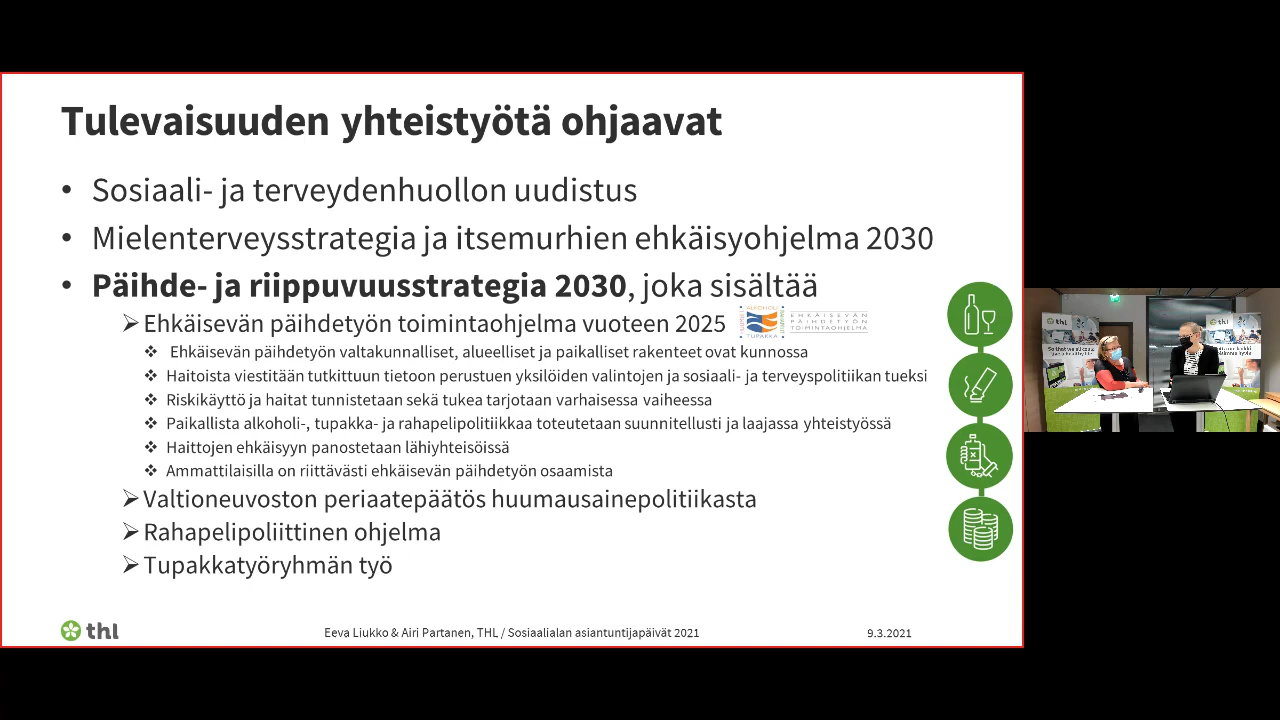 Tulevaisuuden yhteistyötä ohjaavat
• Sosiaali- ja terveydenhuollon uudistus
• Mielenterveysstrategia ja itsemurhien ehkäisyohjelma 2030
• Päihde- ja riippuvuusstrategia 2030, joka sisältää
➢ Ehkäisevän päihdetyön toimintaohjelma vuoteen 2025
ALKOHOLI
TUPAKKA
EHKÄISEVÄN
PÄIHDETYÖN
TOIMINTAOHJELMA
❖ Ehkäisevän päihdetyön valtakunnalliset, alueelliset ja paikalliset rakenteet ovat kunnossa
❖ Haitoista viestitään tutkittuun tietoon perustuen yksilöiden valintojen ja sosiaali- ja terveyspolitiikan tueksi
❖ Riskikäyttö ja haitat tunnistetaan sekä tukea tarjotaan varhaisessa vaiheessa
❖ Paikallista alkoholi-, tupakka- ja rahapelipolitiikkaa toteutetaan suunnitellusti ja laajassa yhteistyössä
❖ Haittojen ehkäisyyn panostetaan lähiyhteisöissä
❖ Ammattilaisilla on riittävästi ehkäisevän päihdetyön osaamista
➢ Valtioneuvoston periaatepäätös huumausainepolitiikasta
➢ Rahapelipoliittinen ohjelma
➢ Tupakkatyöryhmän työ
thl
Eeva Liukko & Airi Partanen, THL / Sosiaalialan asiantuntijapäivät 2021
9.3.2021
thl
thl